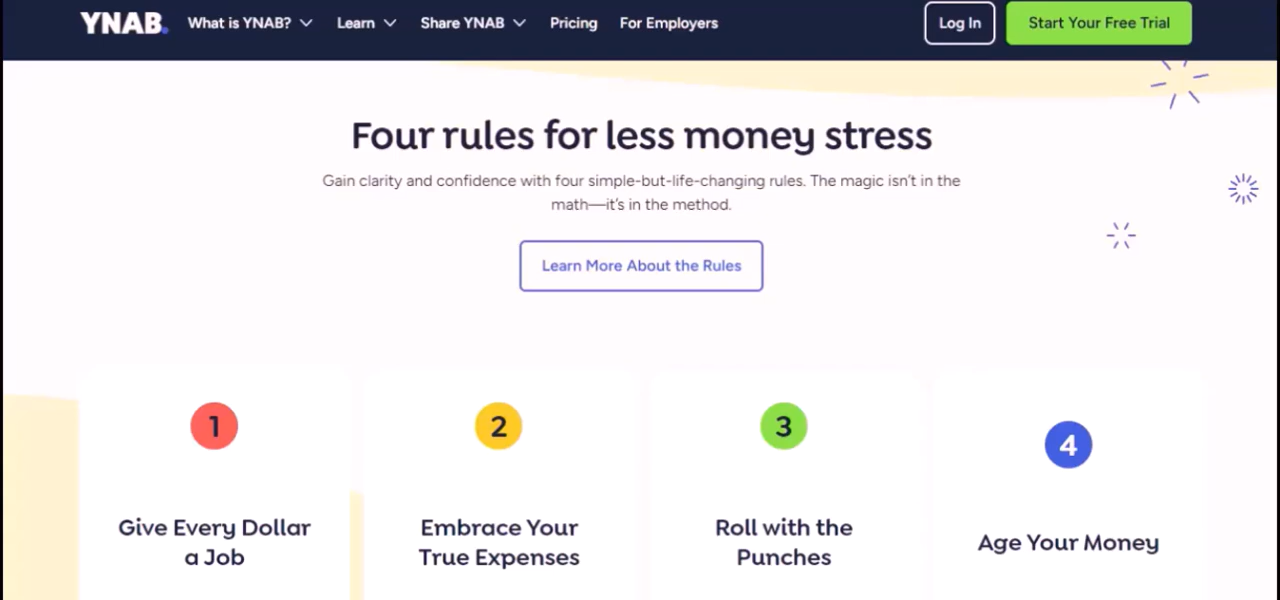 YNAB. What is YNAB? Learn Share YNAB Pricing For Employers Log In Start Your Free Trial
Four rules for less money stress
Gain clarity and confidence with four simple-but-life-changing rules. The magic isn't in the
math—it's in the method.
Learn More About the Rules
1 2 3 4
Give Every Dollar
a Job
Embrace Your
True Expenses
Roll with the
Punches
Age Your Money